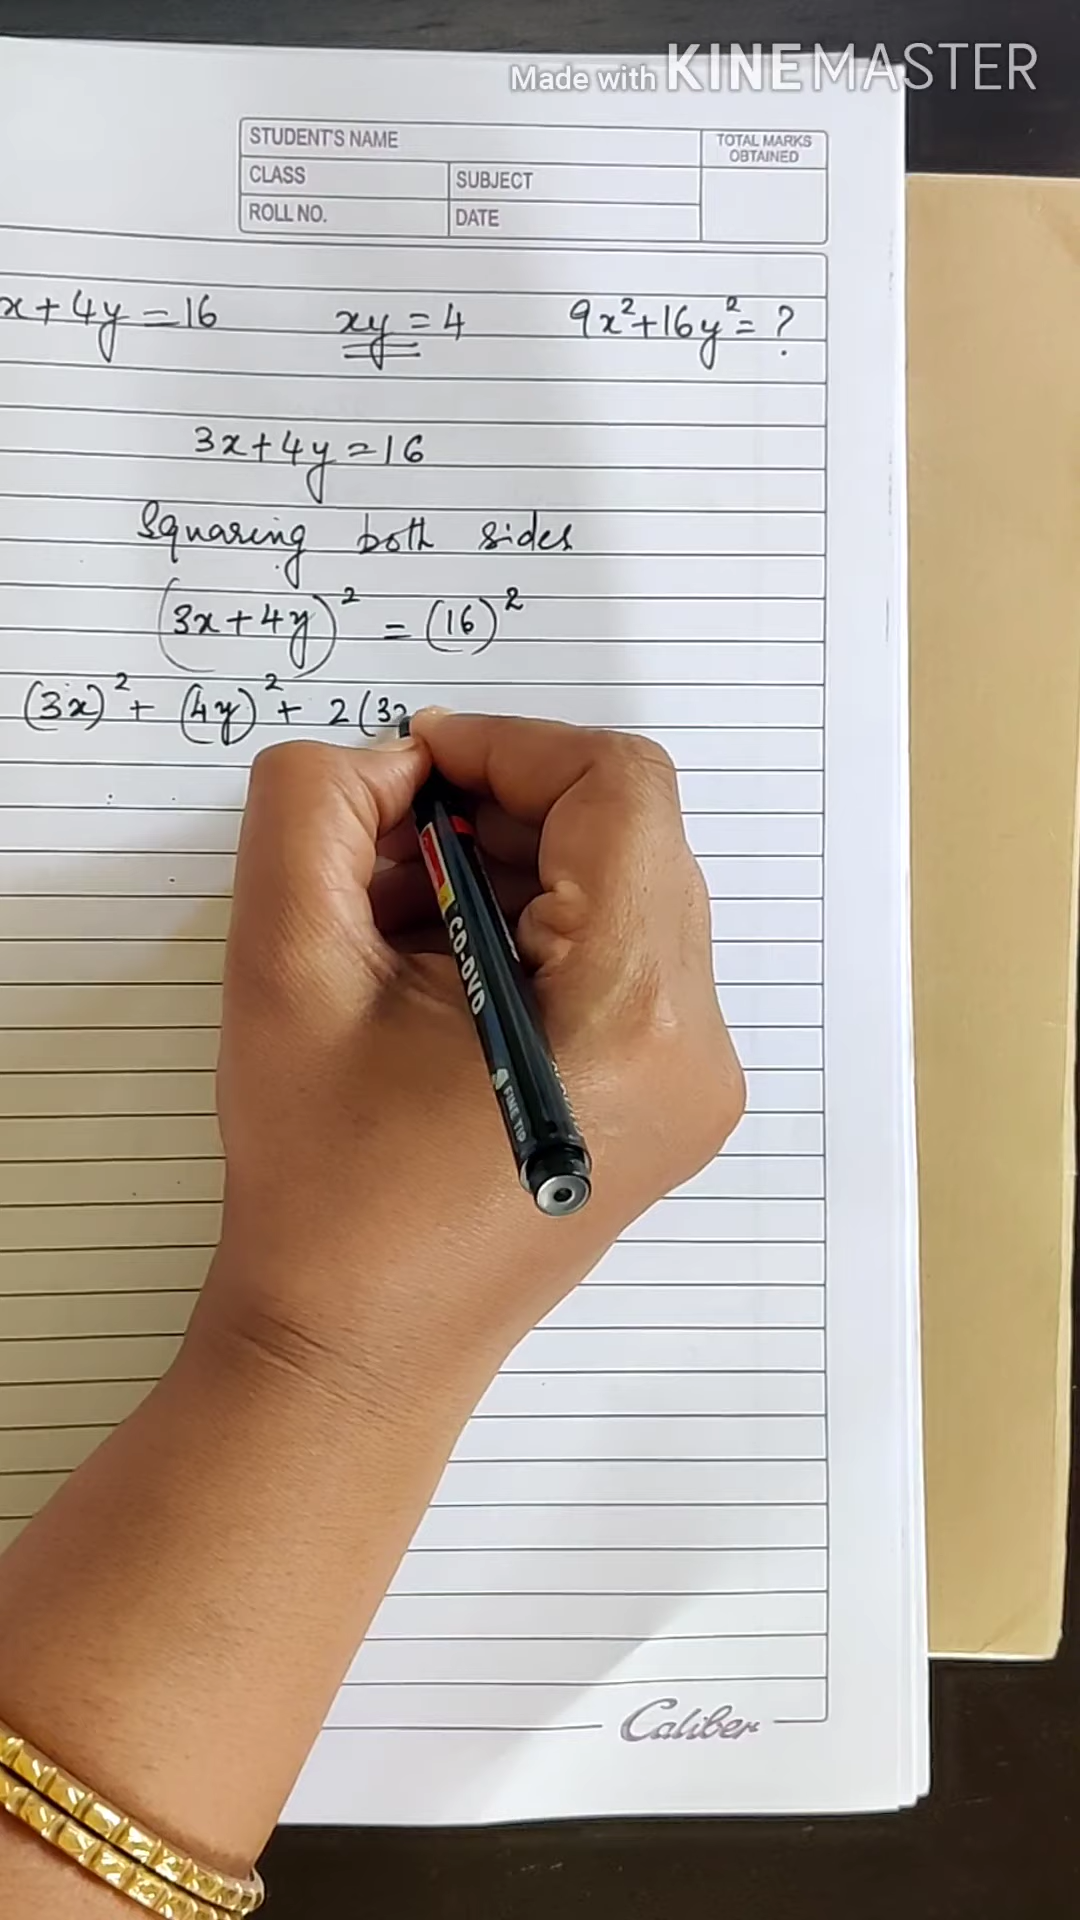 Made with KINEMASTER
STUDENT'S NAME
TOTAL MARKS OBTAINED
CLASS
SUBJECT
ROLL NO.
DATE
x + 4y = 16 xy = 4 9x² + 16y² = ?
3x + 4y = 16
Squaring both sides
(3x + 4y)² = (16)²
(3x)² + (4y)² + 2(3
CD-DVD
FINE TIP
Caliber